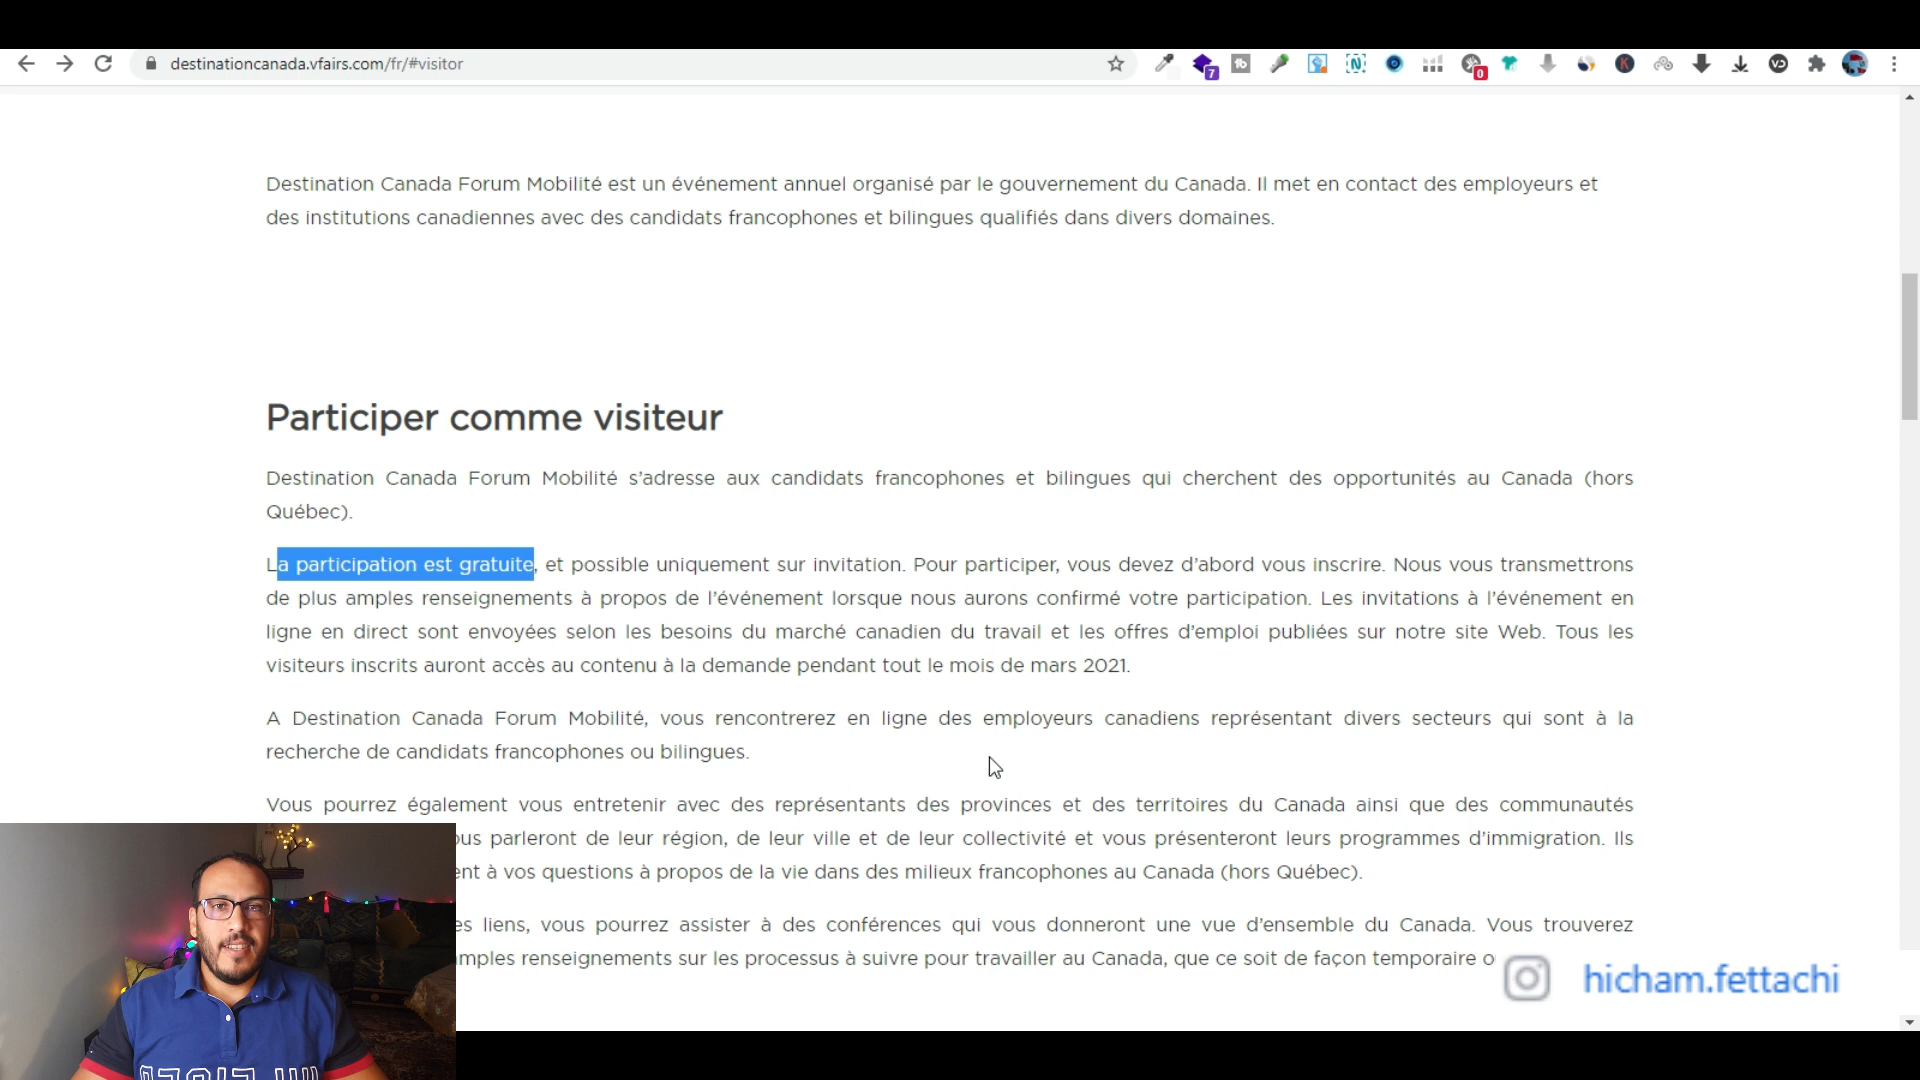 destinationcanada.vfairs.com/fr/#visitor
7
0
Destination Canada Forum Mobilité est un événement annuel organisé par le gouvernement du Canada. Il met en contact des employeurs et
des institutions canadiennes avec des candidats francophones et bilingues qualifiés dans divers domaines.
Participer comme visiteur
Destination Canada Forum Mobilité s'adresse aux candidats francophones et bilingues qui cherchent des opportunités au Canada (hors
Québec).
La participation est gratuite, et possible uniquement sur invitation. Pour participer, vous devez d'abord vous inscrire. Nous vous transmettrons
de plus amples renseignements à propos de l'événement lorsque nous aurons confirmé votre participation. Les invitations à l'événement en
ligne en direct sont envoyées selon les besoins du marché canadien du travail et les offres d'emploi publiées sur notre site Web. Tous les
visiteurs inscrits auront accès au contenu à la demande pendant tout le mois de mars 2021.
A Destination Canada Forum Mobilité, vous rencontrerez en ligne des employeurs canadiens représentant divers secteurs qui sont à la
recherche de candidats francophones ou bilingues.
Vous pourrez également vous entretenir avec des représentants des provinces et des territoires du Canada ainsi que des communautés
ous parleront de leur région, de leur ville et de leur collectivité et vous présenteront leurs programmes d'immigration. Ils
ent à vos questions à propos de la vie dans des milieux francophones au Canada (hors Québec).
es liens, vous pourrez assister à des conférences qui vous donneront une vue d'ensemble du Canada. Vous trouverez
amples renseignements sur les processus à suivre pour travailler au Canada, que ce soit de façon temporaire o
hicham.fettachi